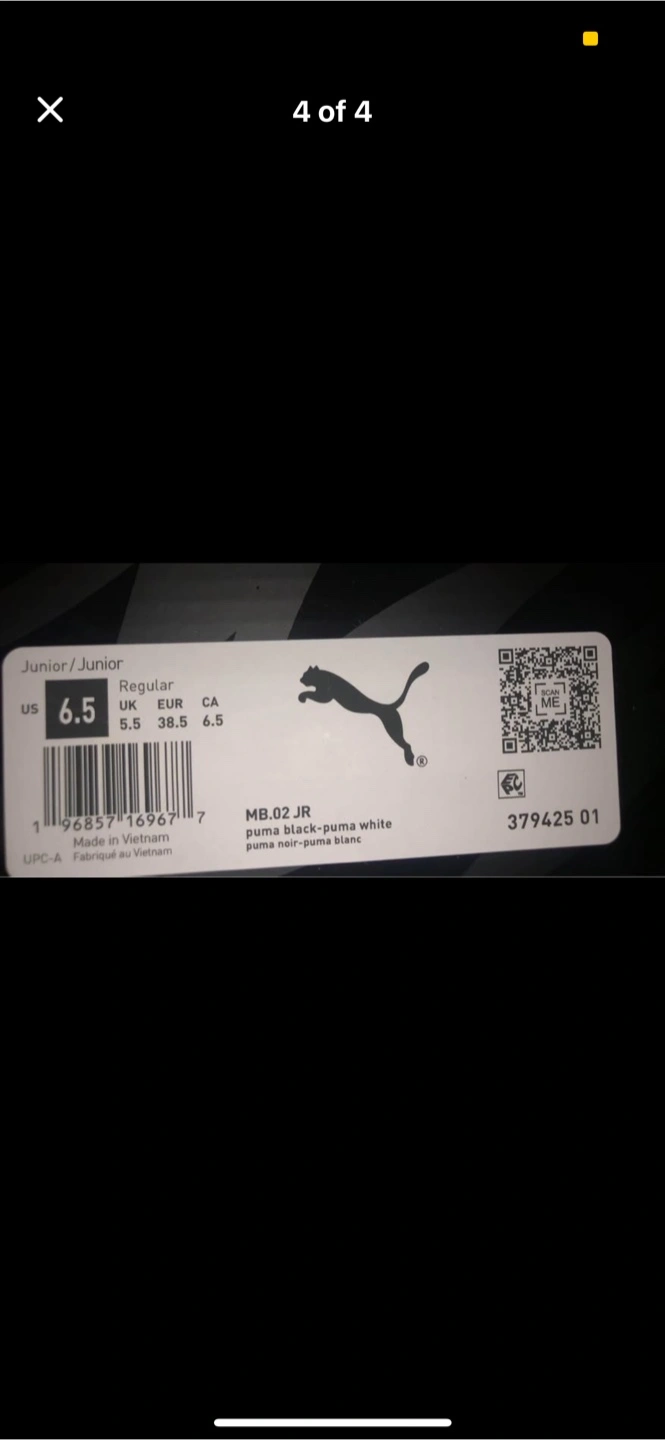 4 of 4
Junior/Junior
Regular
US 6.5
UK EUR CA
5.5 38.5 6.5
SCAN
ME
1 96857 16967 7
Made in Vietnam
UPC-A Fabriqué au Vietnam
MB.02 JR
puma black-puma white
puma noir-puma blanc
®
379425 01